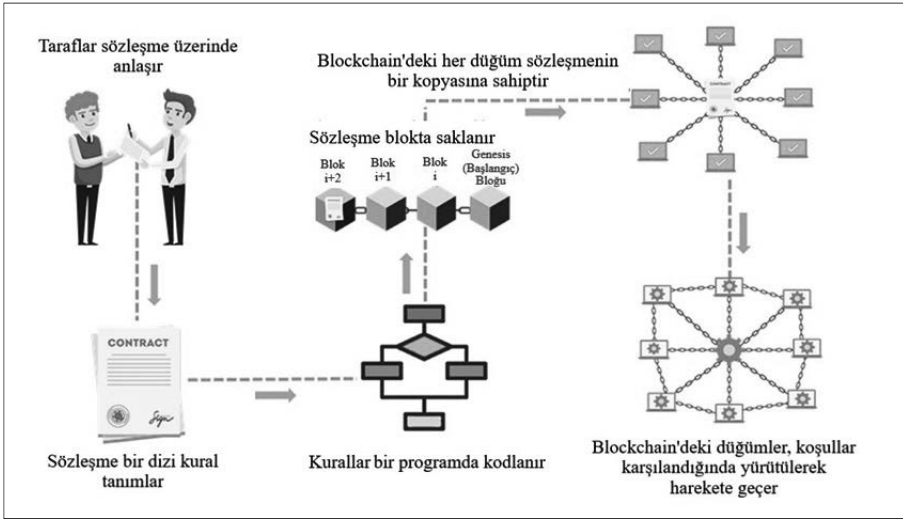 Taraflar sözleşme üzerinde
anlaşır
CONTRACT
Sign
Sözleşme bir dizi kural
tanımlar
Kurallar bir programda kodlanır
Sözleşme blokta saklanır
Blok
i+2
Blok
i+1
Blok
i
Genesis
(Başlangıç)
Bloğu
Blockchain'deki her düğüm sözleşmenin
bir kopyasına sahiptir
CONTRACT
Blockchain'deki düğümler, koşullar
karşılandığında yürütülerek
harekete geçer